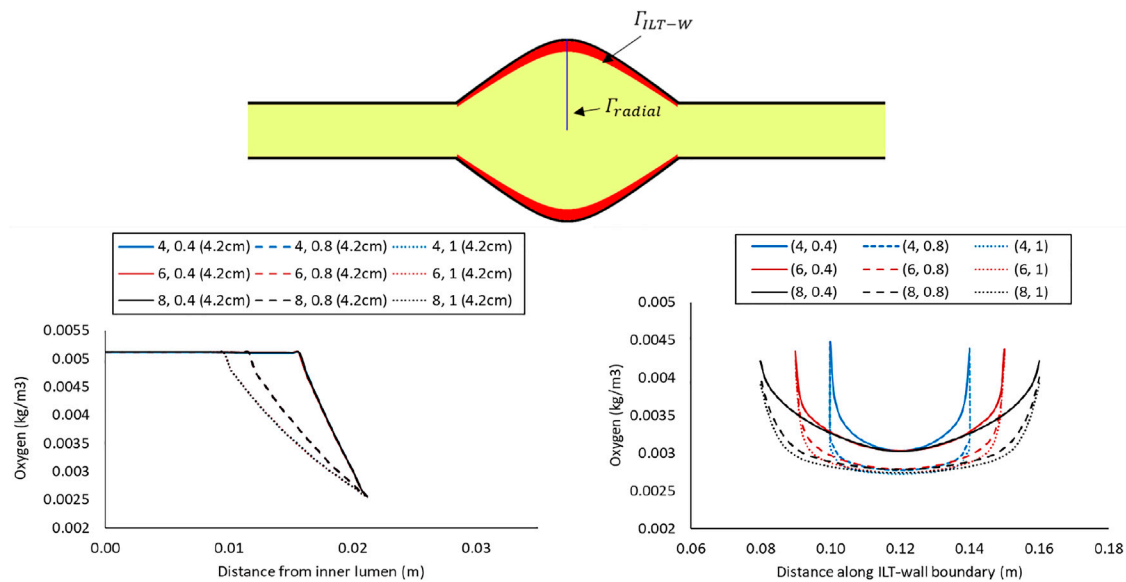 Γ_ILT−W
Γ_radial
4, 0.4 (4.2cm) 4, 0.8 (4.2cm) 4, 1 (4.2cm)
6, 0.4 (4.2cm) 6, 0.8 (4.2cm) 6, 1 (4.2cm)
8, 0.4 (4.2cm) 8, 0.8 (4.2cm) 8, 1 (4.2cm)
0.0055
0.005
0.0045
0.004
0.0035
0.003
0.0025
0.002
Oxygen (kg/m3)
0.00 0.01 0.02 0.03
Distance from inner lumen (m)
(4, 0.4) (4, 0.8) (4, 1)
(6, 0.4) (6, 0.8) (6, 1)
(8, 0.4) (8, 0.8) (8, 1)
0.005
0.0045
0.004
0.0035
0.003
0.0025
0.002
Oxygen (kg/m3)
0.06 0.08 0.10 0.12 0.14 0.16 0.18
Distance along ILT-wall boundary (m)